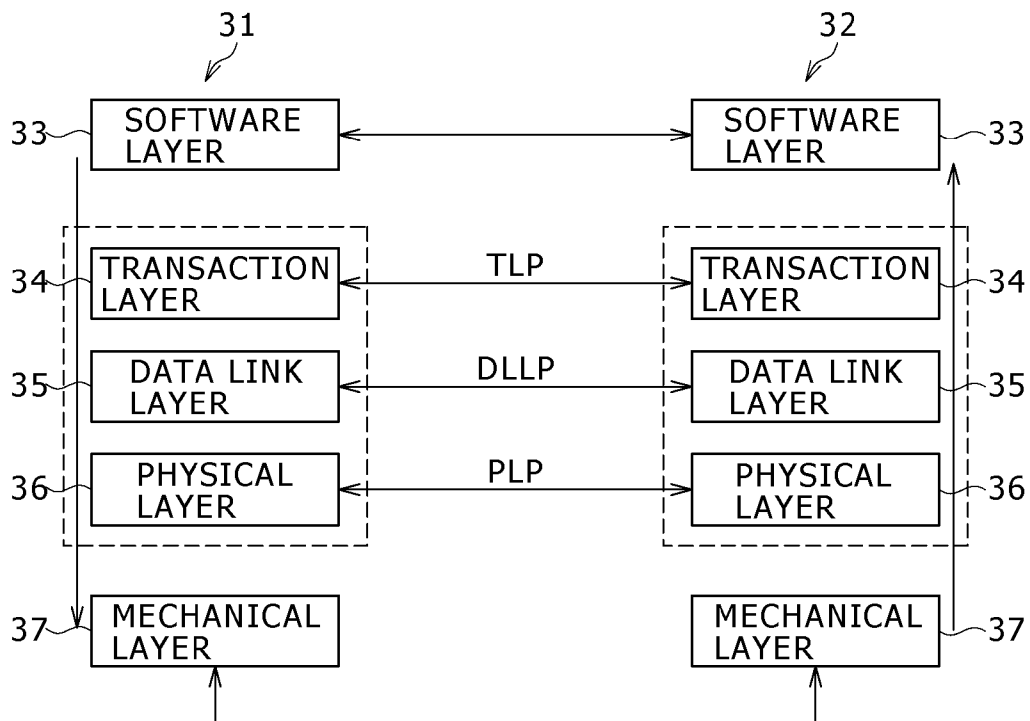 31
32
33
SOFTWARE
LAYER
SOFTWARE
LAYER
33
34
TRANSACTION
LAYER
TLP
TRANSACTION
LAYER
34
35
DATA LINK
LAYER
DLLP
DATA LINK
LAYER
35
36
PHYSICAL
LAYER
PLP
PHYSICAL
LAYER
36
37
MECHANICAL
LAYER
MECHANICAL
LAYER
37